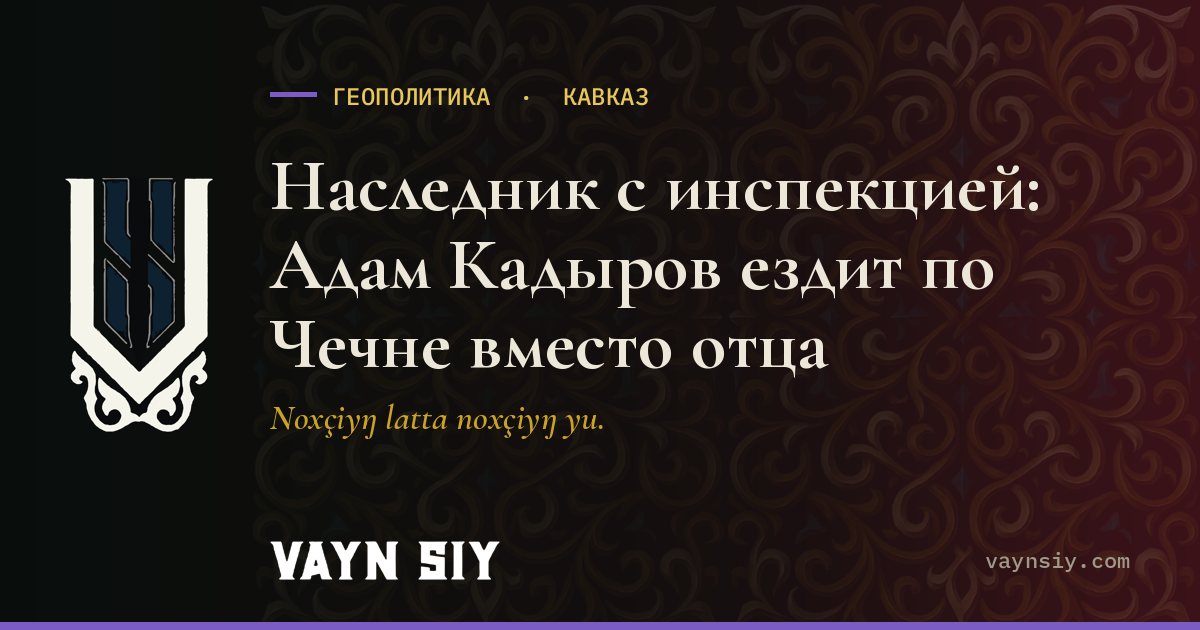 ГЕОПОЛИТИКА · КАВКАЗ
Наследник с инспекцией:
Адам Кадыров ездит по
Чечне вместо отца
Noxçiyŋ latta noxçiyŋ yu.
VAYN SIY
vaynsiy.com